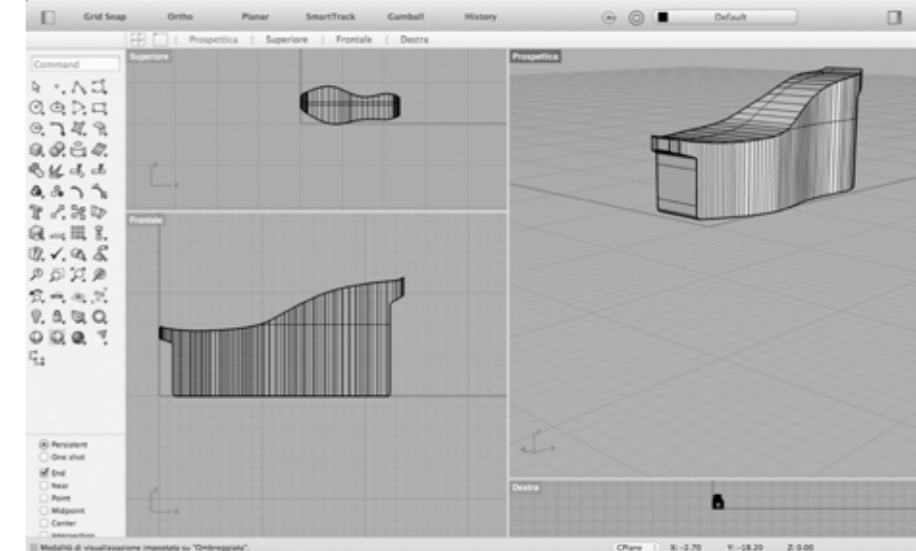 Grid Snap Ortho Planar SmartTrack Gumball History Default
Prospettica | Superiore | Frontale | Destra
Command
Superiore
Prospettica
Frontale
Destra
Persistent
One shot
End
Near
Point
Midpoint
Center
Intersection
Modalità di visualizzazione impostata su "Ombreggiata". CPlane X: -2.70 Y: -18.20 Z: 0.00